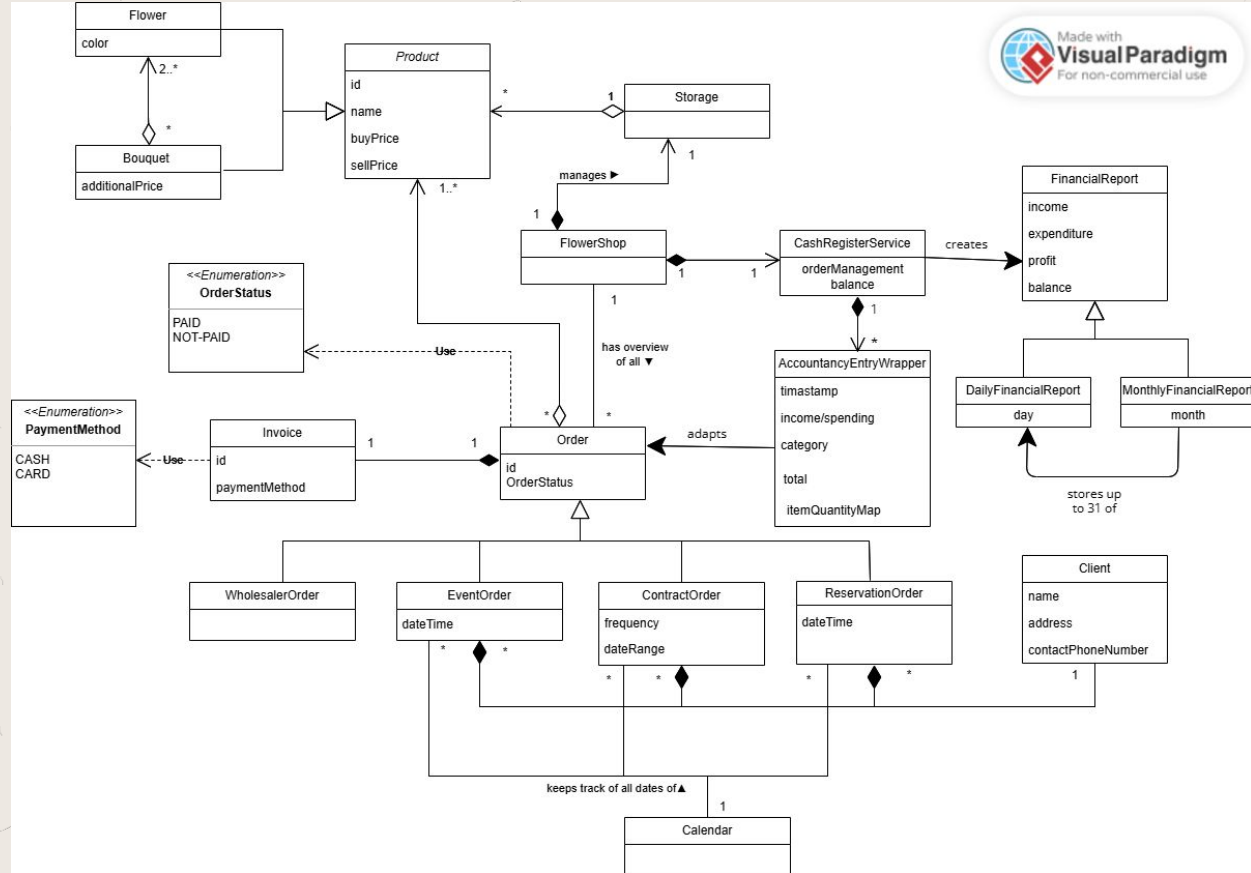 Flower
color
2..*
*
Bouquet
additionalPrice
Product
id
name
buyPrice
sellPrice
1..*
*
1
Storage
1
manages ►
1
FlowerShop
1
1
1
CashRegisterService
orderManagement
balance
creates
FinancialReport
income
expenditure
profit
balance
Made with
Visual Paradigm
For non-commercial use
<<Enumeration>>
OrderStatus
PAID
NOT-PAID
Use
has overview
of all ▼
1
*
AccountancyEntryWrapper
timastamp
income/spending
category
total
itemQuantityMap
DailyFinancialReport
day
MonthlyFinancialReport
month
stores up
to 31 of
<<Enumeration>>
PaymentMethod
CASH
CARD
Use
Invoice
id
paymentMethod
1
1
*
*
Order
id
OrderStatus
adapts
WholesalerOrder
EventOrder
dateTime
*
*
ContractOrder
frequency
dateRange
*
*
ReservationOrder
dateTime
*
*
Client
name
address
contactPhoneNumber
1
keeps track of all dates of▲
1
Calendar